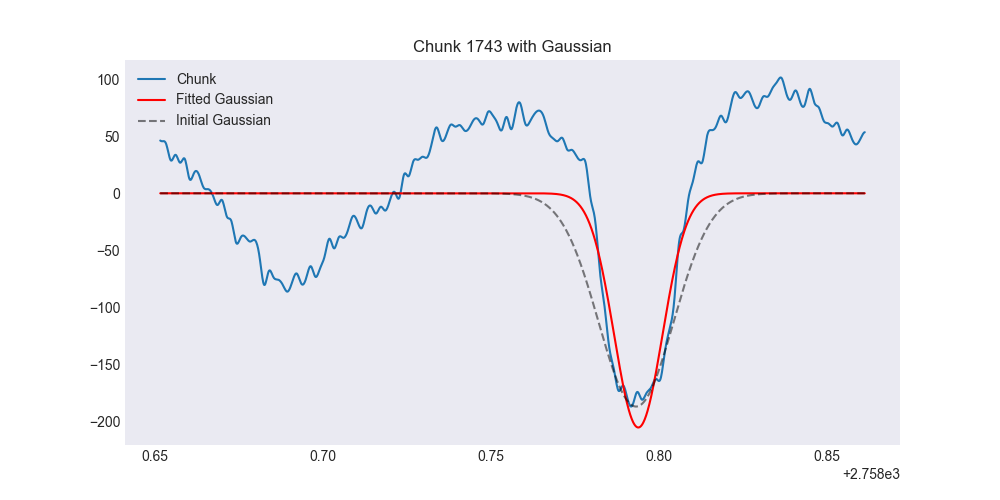 Chunk 1743 with Gaussian
Chunk
Fitted Gaussian
Initial Gaussian
100
50
0
−50
−100
−150
−200
0.65 0.70 0.75 0.80 0.85
+2.758e3